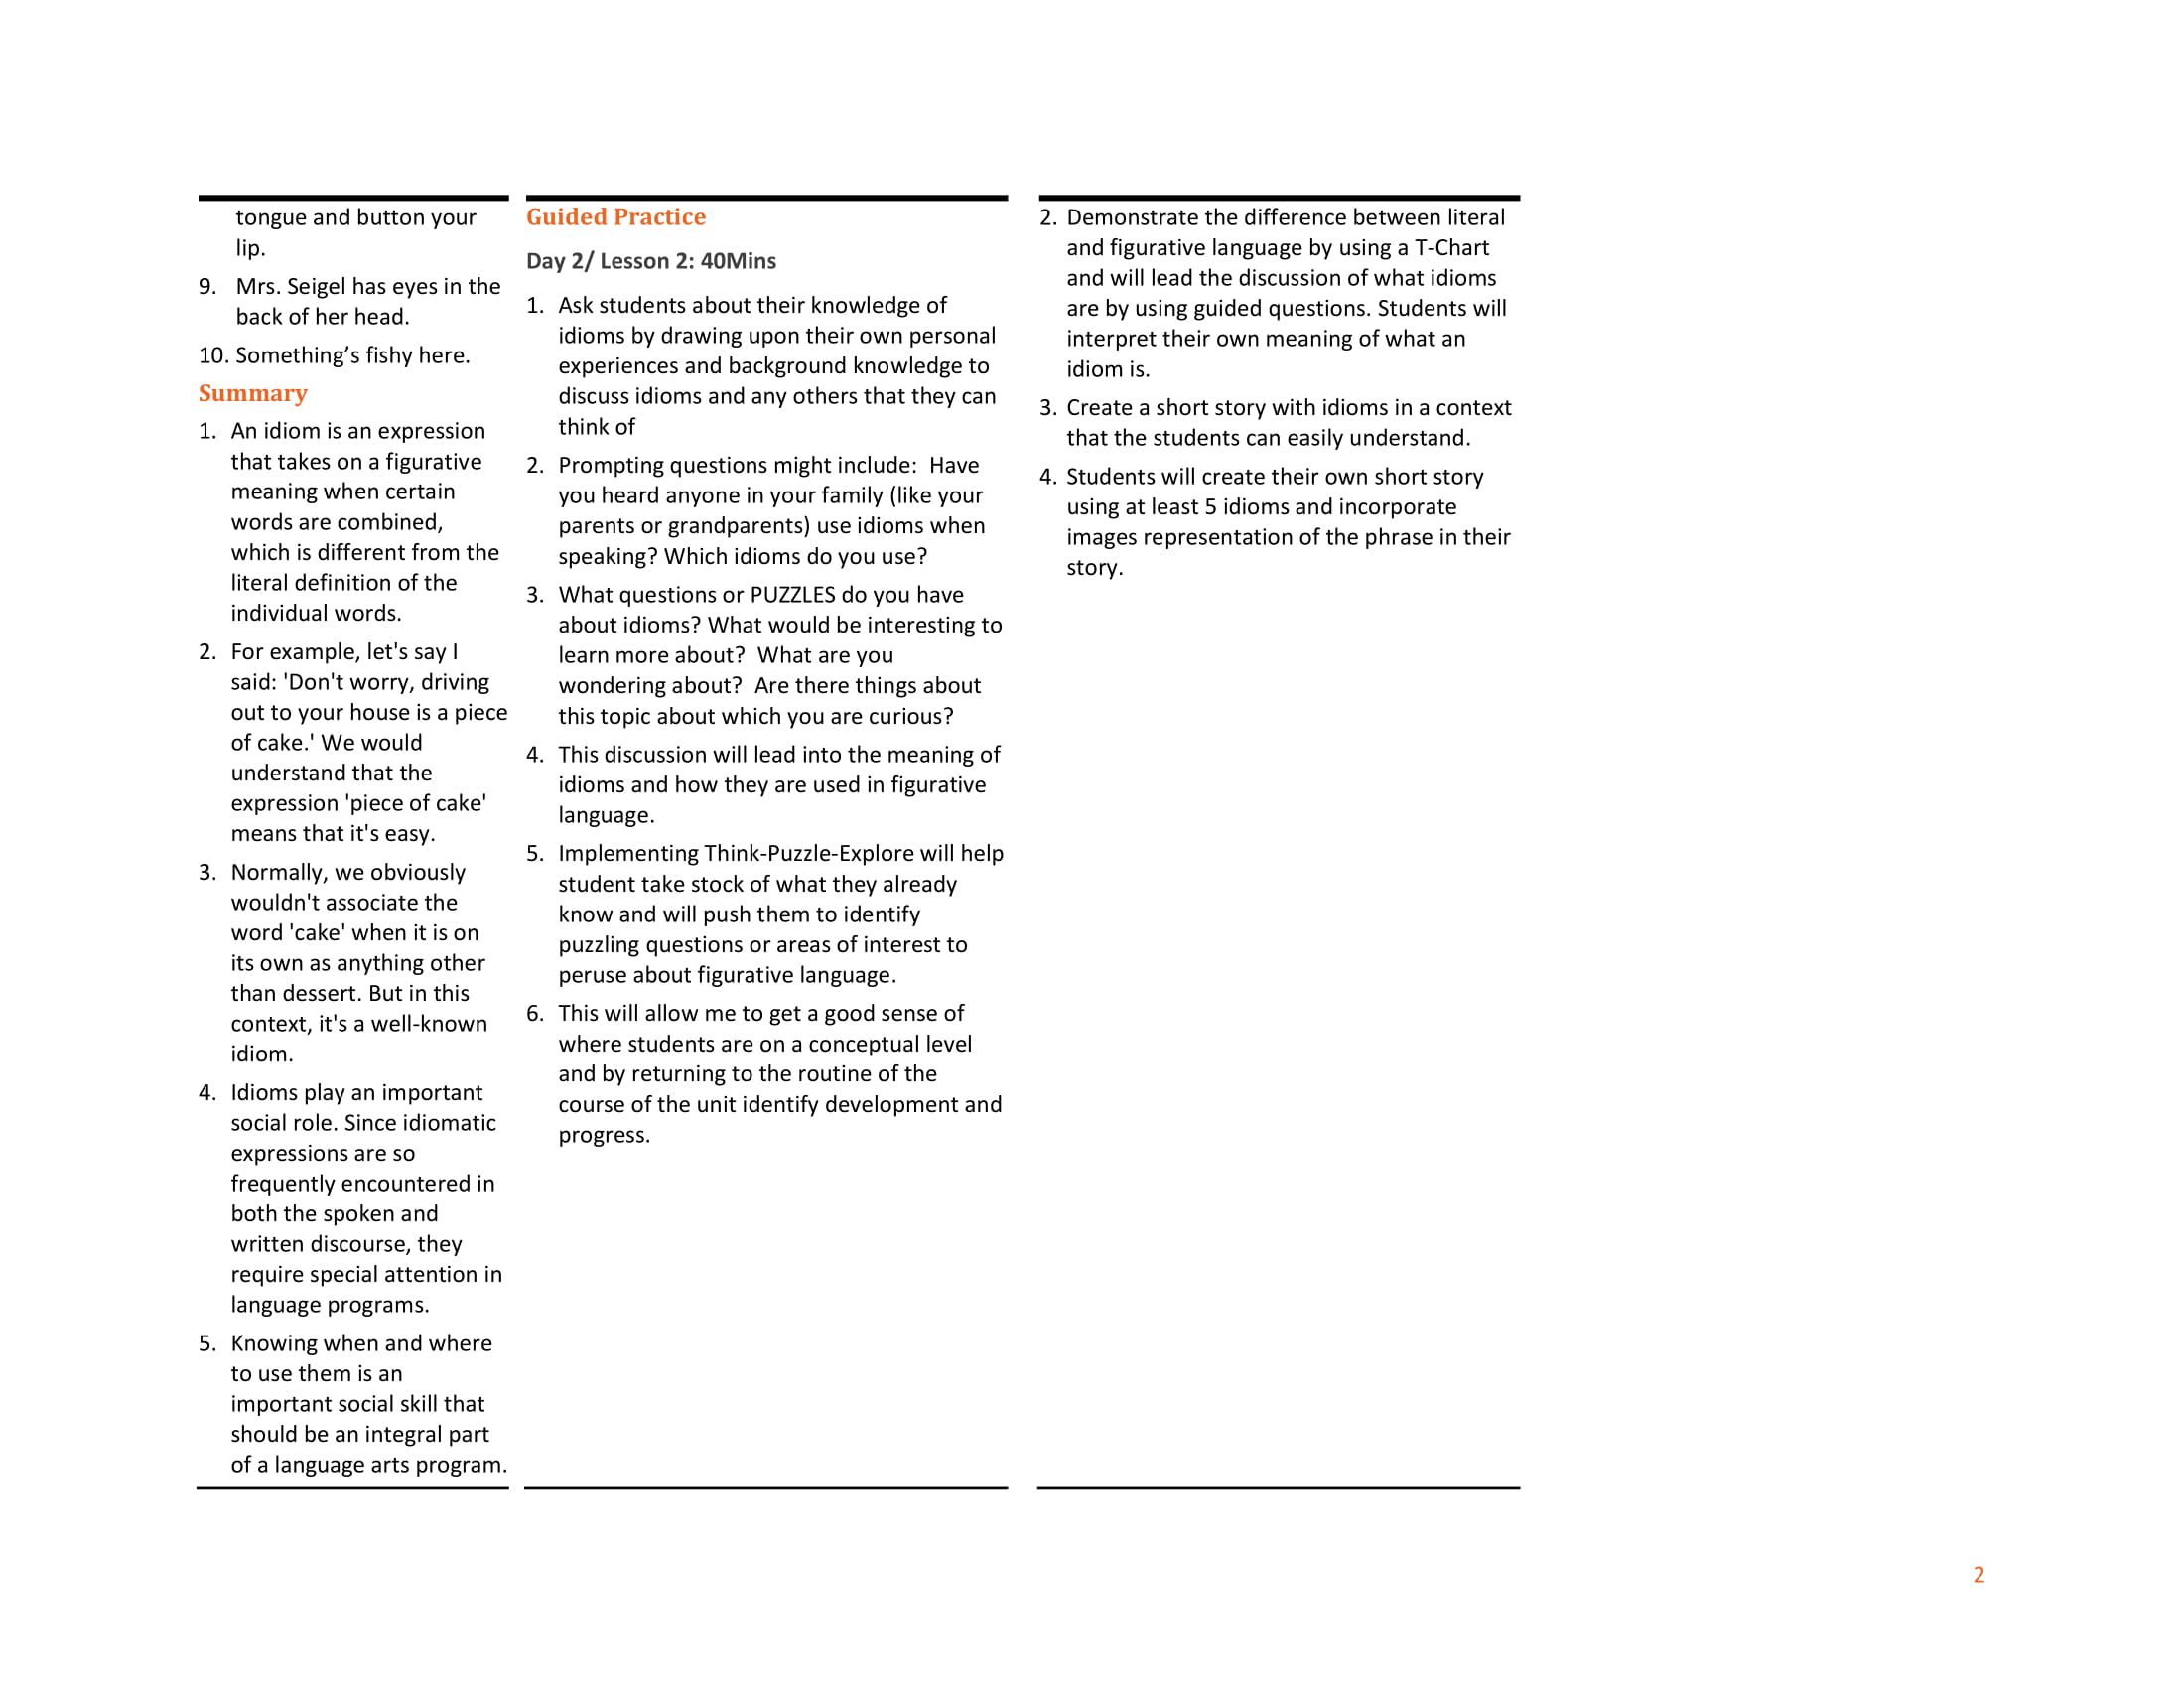 tongue and button your
lip.
9. Mrs. Seigel has eyes in the
back of her head.
10. Something’s fishy here.
Summary
1. An idiom is an expression
that takes on a figurative
meaning when certain
words are combined,
which is different from the
literal definition of the
individual words.
2. For example, let's say I
said: 'Don't worry, driving
out to your house is a piece
of cake.' We would
understand that the
expression 'piece of cake'
means that it's easy.
3. Normally, we obviously
wouldn't associate the
word 'cake' when it is on
its own as anything other
than dessert. But in this
context, it's a well-known
idiom.
4. Idioms play an important
social role. Since idiomatic
expressions are so
frequently encountered in
both the spoken and
written discourse, they
require special attention in
language programs.
5. Knowing when and where
to use them is an
important social skill that
should be an integral part
of a language arts program.
Guided Practice
Day 2/ Lesson 2: 40Mins
1. Ask students about their knowledge of
idioms by drawing upon their own personal
experiences and background knowledge to
discuss idioms and any others that they can
think of
2. Prompting questions might include:  Have
you heard anyone in your family (like your
parents or grandparents) use idioms when
speaking? Which idioms do you use?
3. What questions or PUZZLES do you have
about idioms? What would be interesting to
learn more about?  What are you
wondering about?  Are there things about
this topic about which you are curious?
4. This discussion will lead into the meaning of
idioms and how they are used in figurative
language.
5. Implementing Think-Puzzle-Explore will help
student take stock of what they already
know and will push them to identify
puzzling questions or areas of interest to
peruse about figurative language.
6. This will allow me to get a good sense of
where students are on a conceptual level
and by returning to the routine of the
course of the unit identify development and
progress.
2. Demonstrate the difference between literal
and figurative language by using a T-Chart
and will lead the discussion of what idioms
are by using guided questions. Students will
interpret their own meaning of what an
idiom is.
3. Create a short story with idioms in a context
that the students can easily understand.
4. Students will create their own short story
using at least 5 idioms and incorporate
images representation of the phrase in their
story.
2